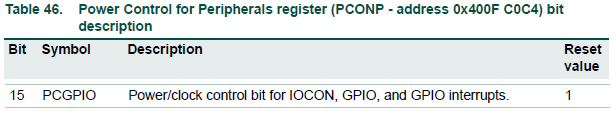 Table 46. Power Control for Peripherals register (PCONP - address 0x400F C0C4) bit
description
Bit Symbol Description Reset
value
15 PCGPIO Power/clock control bit for IOCON, GPIO, and GPIO interrupts. 1